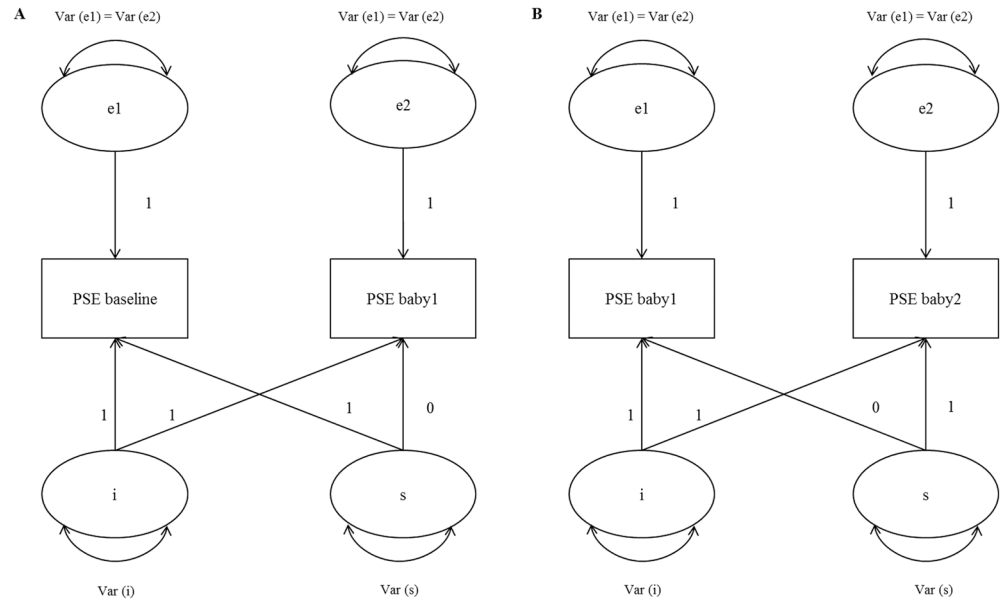 A
Var (e1) = Var (e2)
Var (e1) = Var (e2)
e1
e2
1
1
PSE baseline
PSE baby1
1
1
1
0
i
s
Var (i)
Var (s)
B
Var (e1) = Var (e2)
Var (e1) = Var (e2)
e1
e2
1
1
PSE baby1
PSE baby2
1
1
0
1
i
s
Var (i)
Var (s)